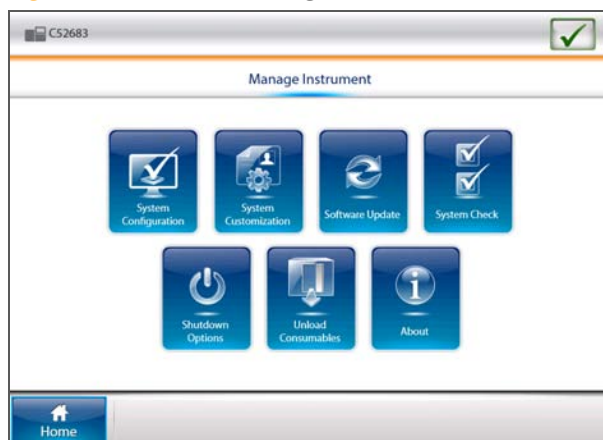 C52683
Manage Instrument
System
Configuration
System
Customization
Software Update
System Check
Shutdown
Options
Unload
Consumables
About
Home